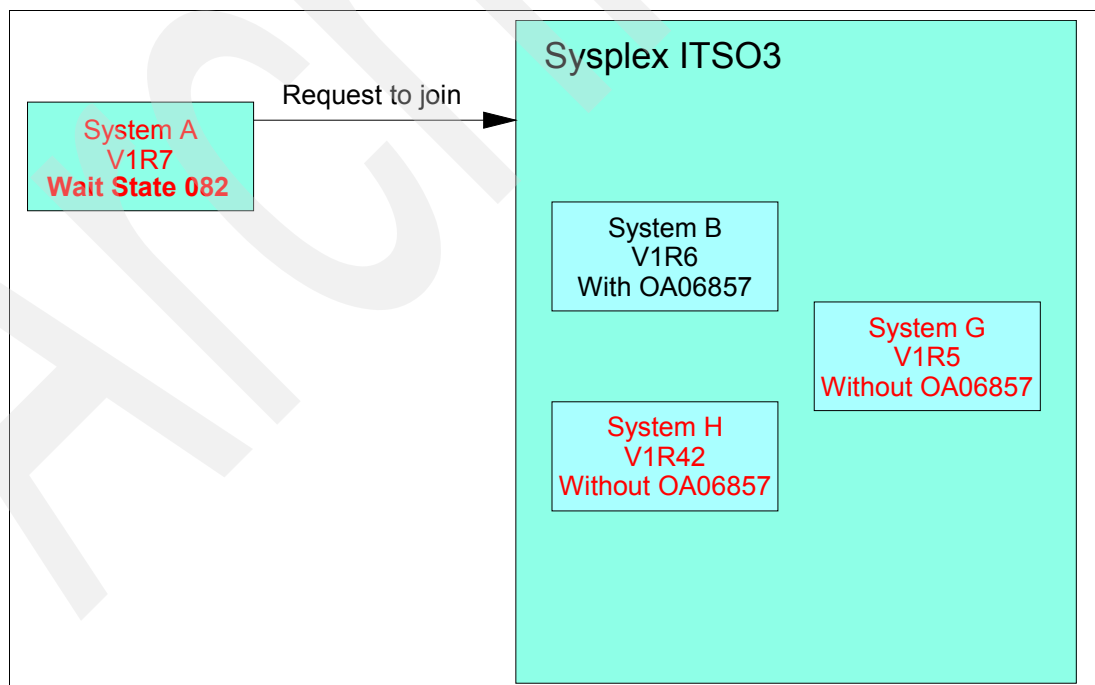 Sysplex ITSO3
Request to join
System A
V1R7
Wait State 082
System B
V1R6
With OA06857
System G
V1R5
Without OA06857
System H
V1R42
Without OA06857